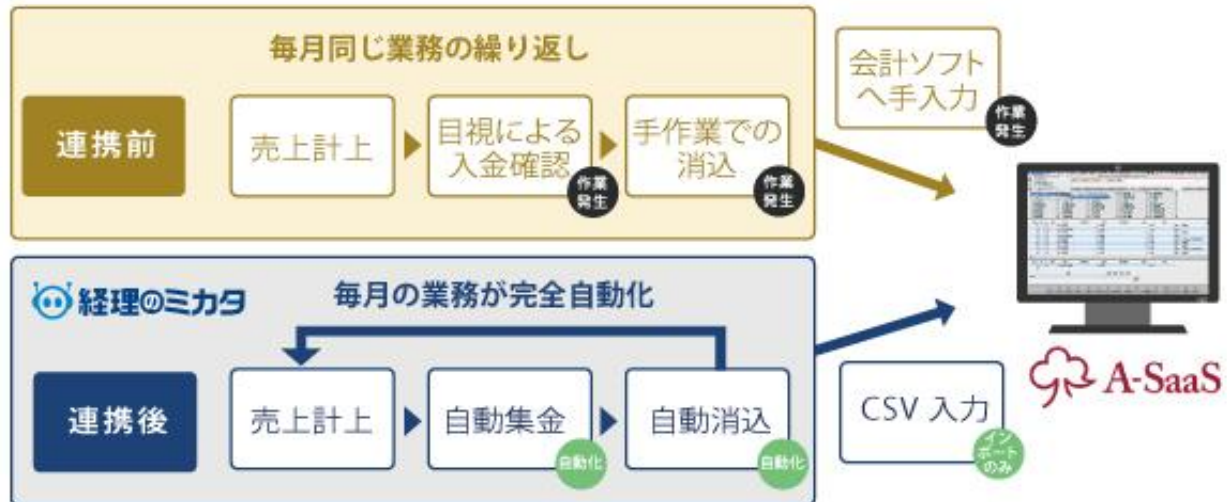 毎月同じ業務の繰り返し
連携前
売上計上
目視による
入金確認
作業
発生
手作業での
消込
作業
発生
会計ソフト
へ手入力
作業
発生
経理のミカタ
毎月の業務が完全自動化
連携後
売上計上
自動集金
自動化
自動消込
自動化
CSV 入力
イン
ポート
のみ
A-SaaS